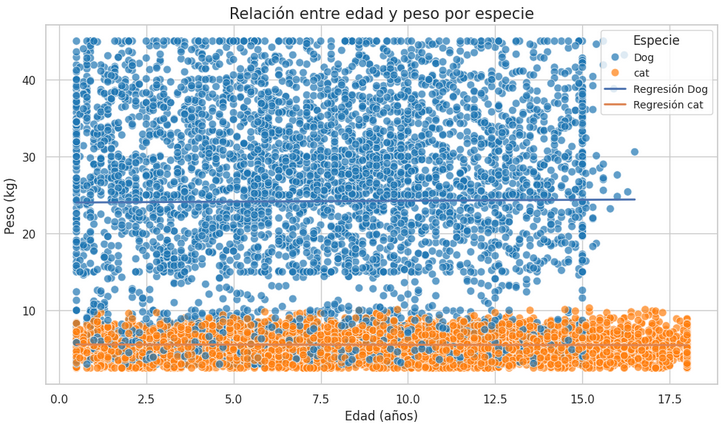 Relación entre edad y peso por especie
Peso (kg)
40
30
20
10
0.0 2.5 5.0 7.5 10.0 12.5 15.0 17.5
Edad (años)
Especie
Dog
cat
Regresión Dog
Regresión cat